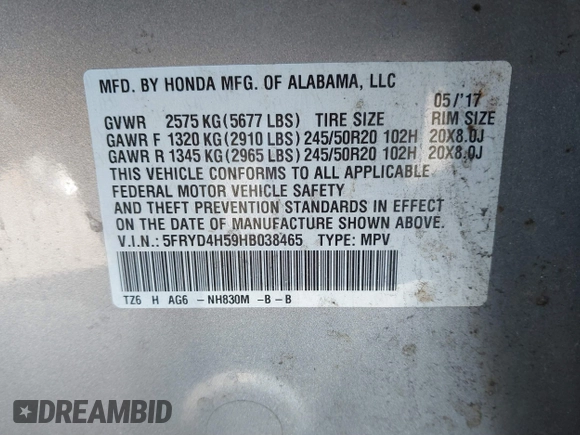 MFD. BY HONDA MFG. OF ALABAMA, LLC
05/'17
GVWR 2575 KG(5677 LBS) TIRE SIZE RIM SIZE
GAWR F 1320 KG(2910 LBS) 245/50R20 102H 20X8.0J
GAWR R 1345 KG(2965 LBS) 245/50R20 102H 20X8.0J
THIS VEHICLE CONFORMS TO ALL APPLICABLE
FEDERAL MOTOR VEHICLE SAFETY
AND THEFT PREVENTION STANDARDS IN EFFECT
ON THE DATE OF MANUFACTURE SHOWN ABOVE.
V.I.N.: 5FRYD4H59HB038465 TYPE: MPV
TZ6 H AG6 - NH830M -B - B
DREAMBID